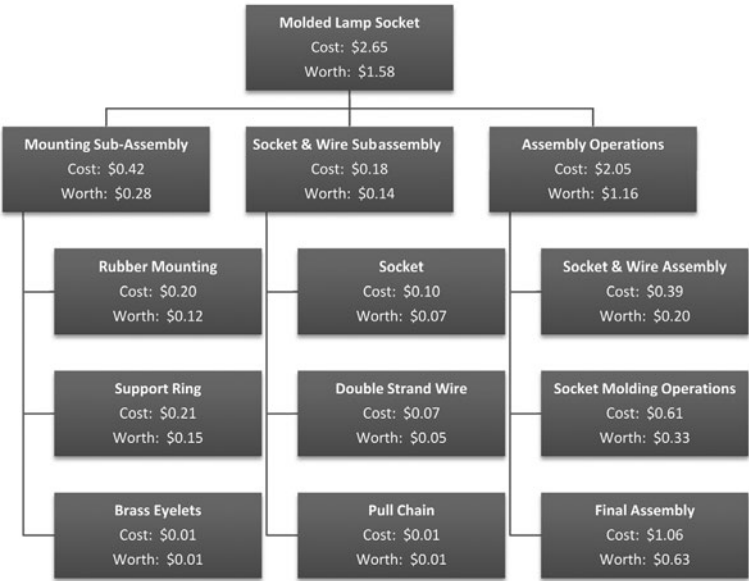 Molded Lamp Socket
Cost: $2.65
Worth: $1.58
Mounting Sub-Assembly
Cost: $0.42
Worth: $0.28
Socket & Wire Subassembly
Cost: $0.18
Worth: $0.14
Assembly Operations
Cost: $2.05
Worth: $1.16
Rubber Mounting
Cost: $0.20
Worth: $0.12
Socket
Cost: $0.10
Worth: $0.07
Socket & Wire Assembly
Cost: $0.39
Worth: $0.20
Support Ring
Cost: $0.21
Worth: $0.15
Double Strand Wire
Cost: $0.07
Worth: $0.05
Socket Molding Operations
Cost: $0.61
Worth: $0.33
Brass Eyelets
Cost: $0.01
Worth: $0.01
Pull Chain
Cost: $0.01
Worth: $0.01
Final Assembly
Cost: $1.06
Worth: $0.63